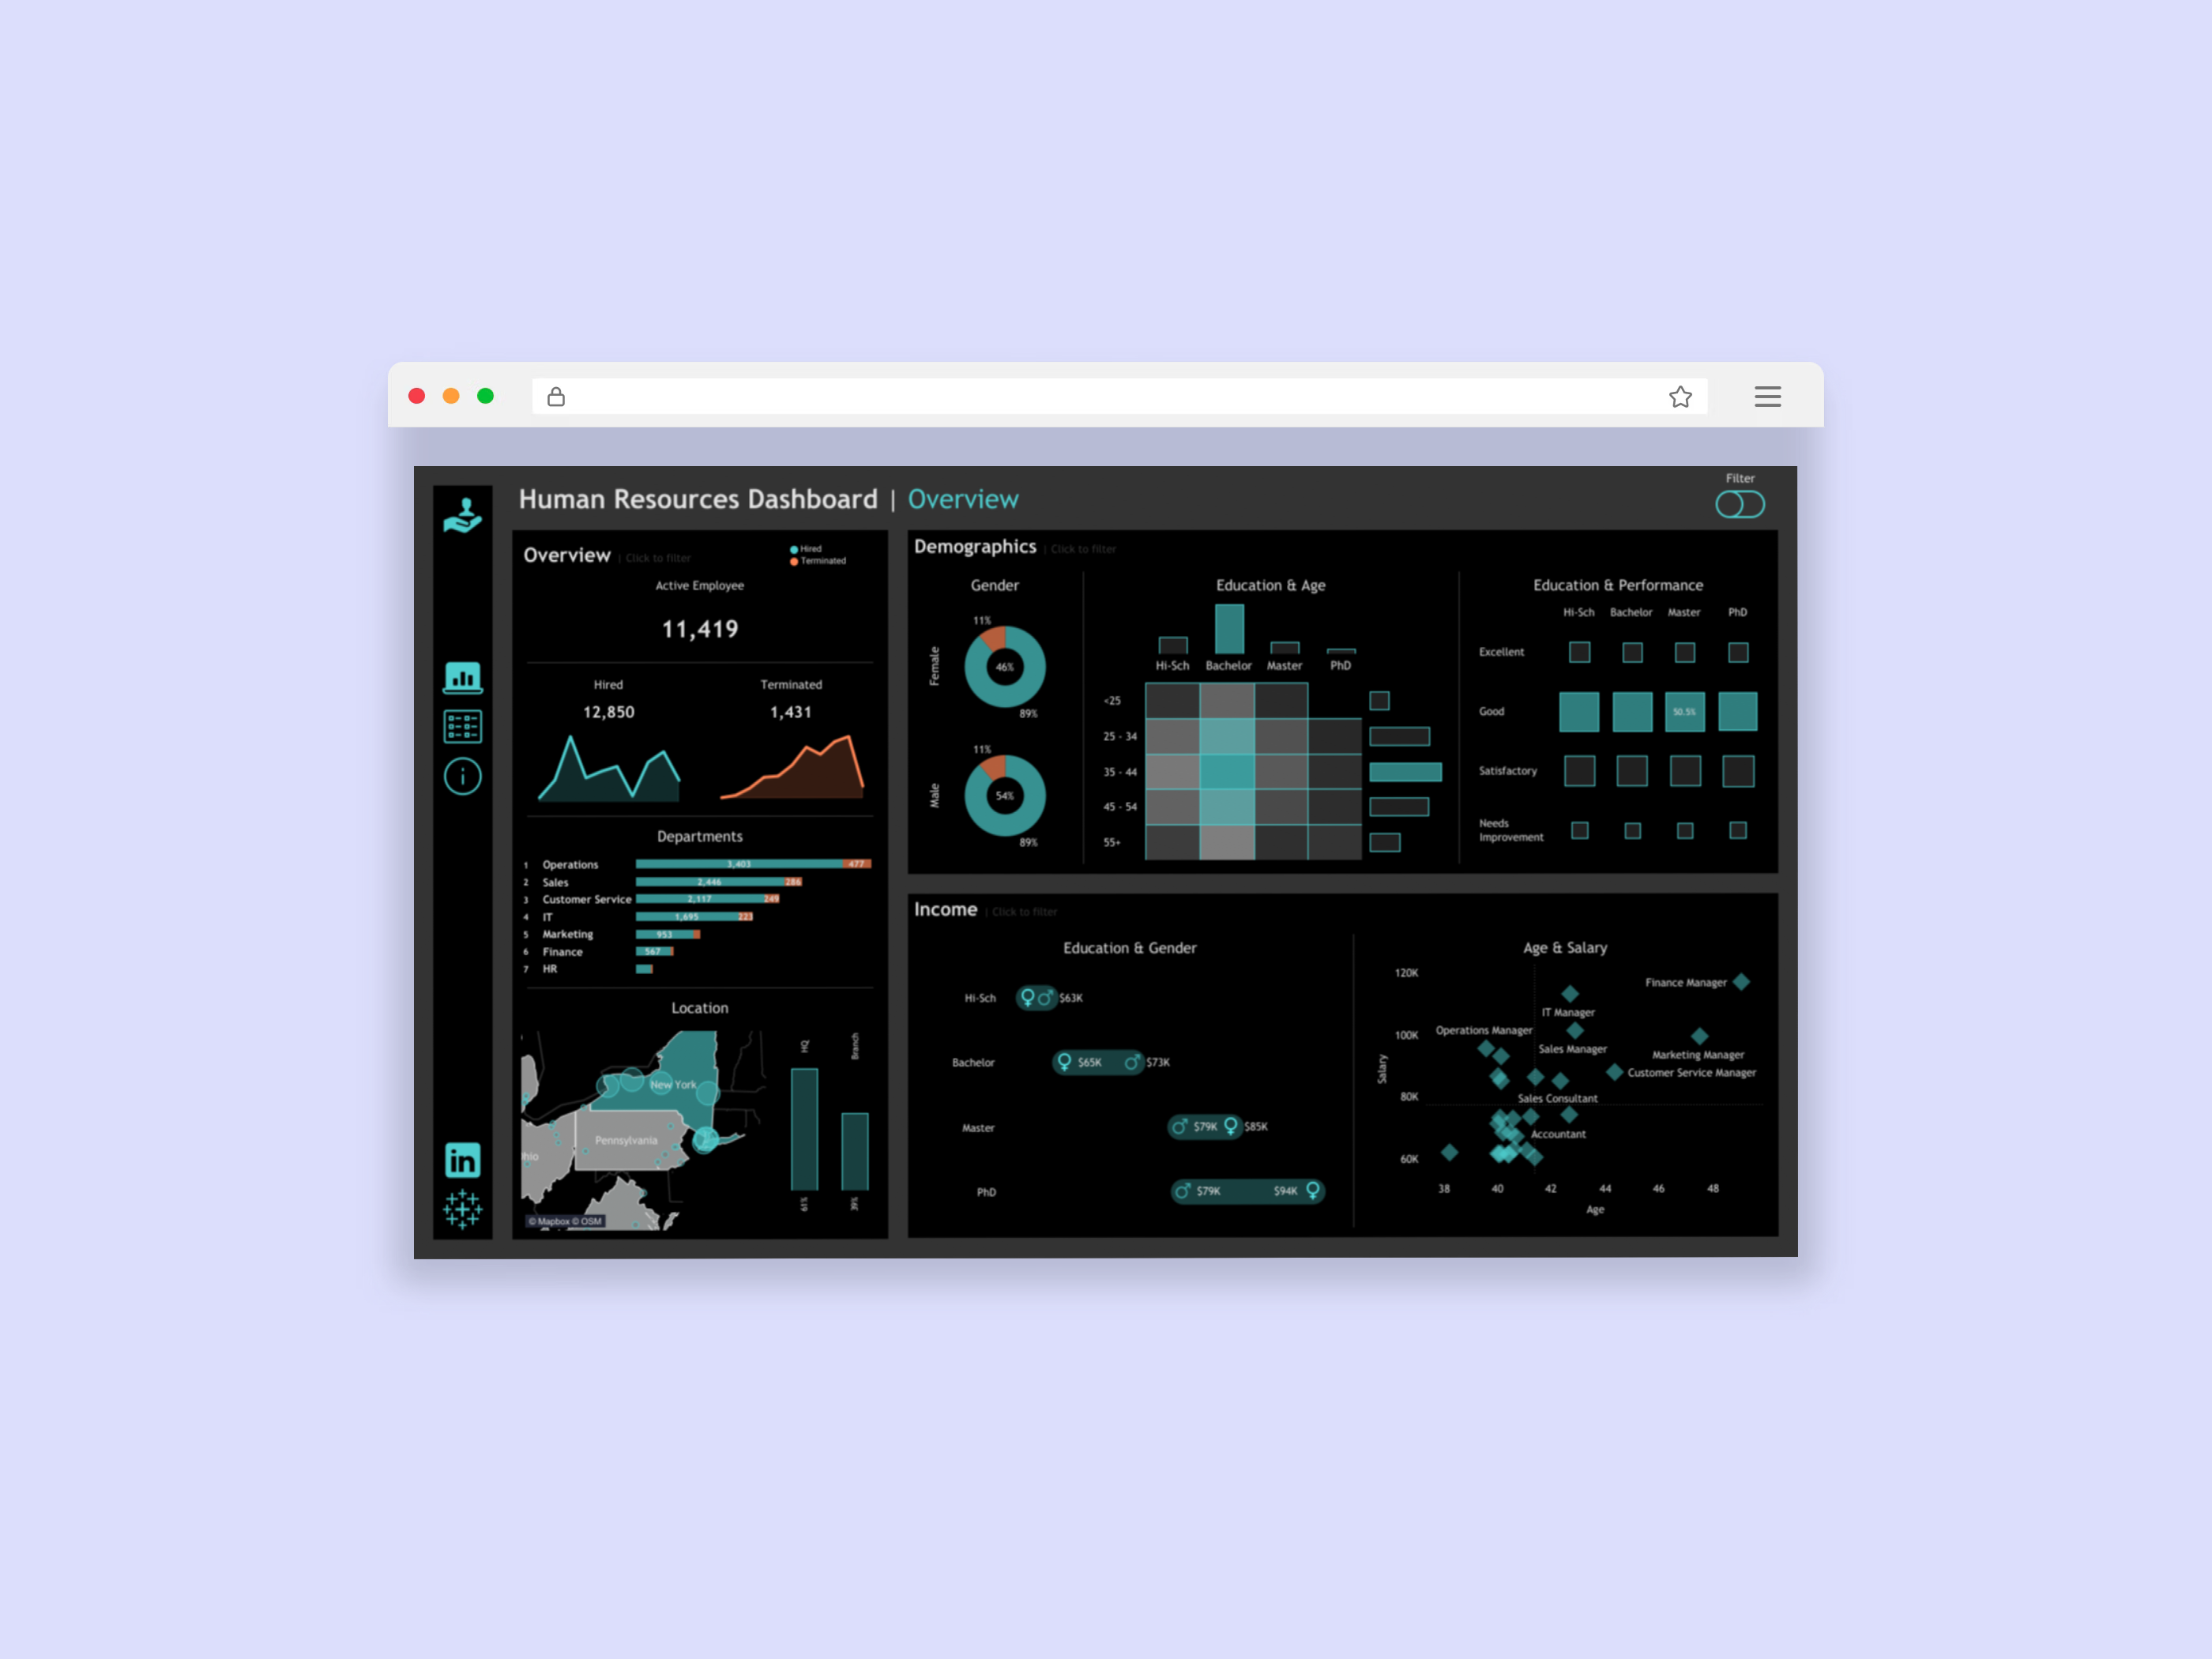 Human Resources Dashboard | Overview
Filter
Overview | Click to filter
Hired
Terminated
Active Employee
11,419
Hired
12,850
Terminated
1,431
Departments
1 Operations 3,403 477
2 Sales 2,446 286
3 Customer Service 2,117 249
4 IT 1,695 223
5 Marketing 953
6 Finance 567
7 HR
Location
New York
Pennsylvania
hio
© Mapbox © OSM
HQ
61%
Branch
39%
Demographics | Click to filter
Gender
Female
11%
46%
89%
Male
11%
54%
89%
Education & Age
Hi-Sch Bachelor Master PhD
<25
25 - 34
35 - 44
45 - 54
55+
Education & Performance
Hi-Sch Bachelor Master PhD
Excellent
Good 50.5%
Satisfactory
Needs
Improvement
Income | Click to filter
Education & Gender
Hi-Sch $63K
Bachelor $65K $73K
Master $79K $85K
PhD $79K $94K
Age & Salary
Salary
120K
100K
80K
60K
Finance Manager
IT Manager
Operations Manager
Sales Manager
Marketing Manager
Customer Service Manager
Sales Consultant
Accountant
38 40 42 44 46 48
Age
in